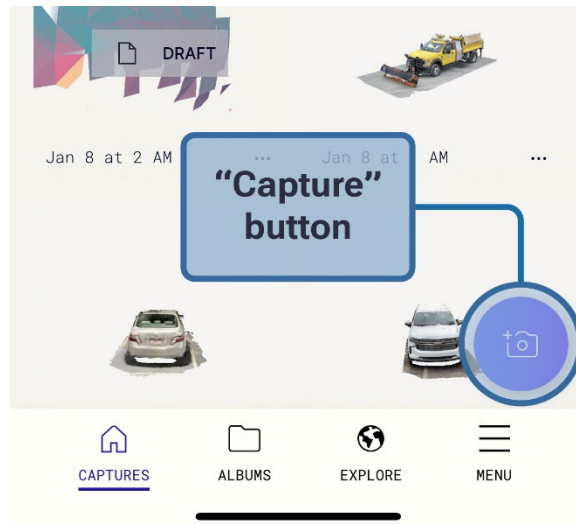 DRAFT
Jan 8 at 2 AM ... Jan 8 at AM ...
“Capture”
button
CAPTURES ALBUMS EXPLORE MENU